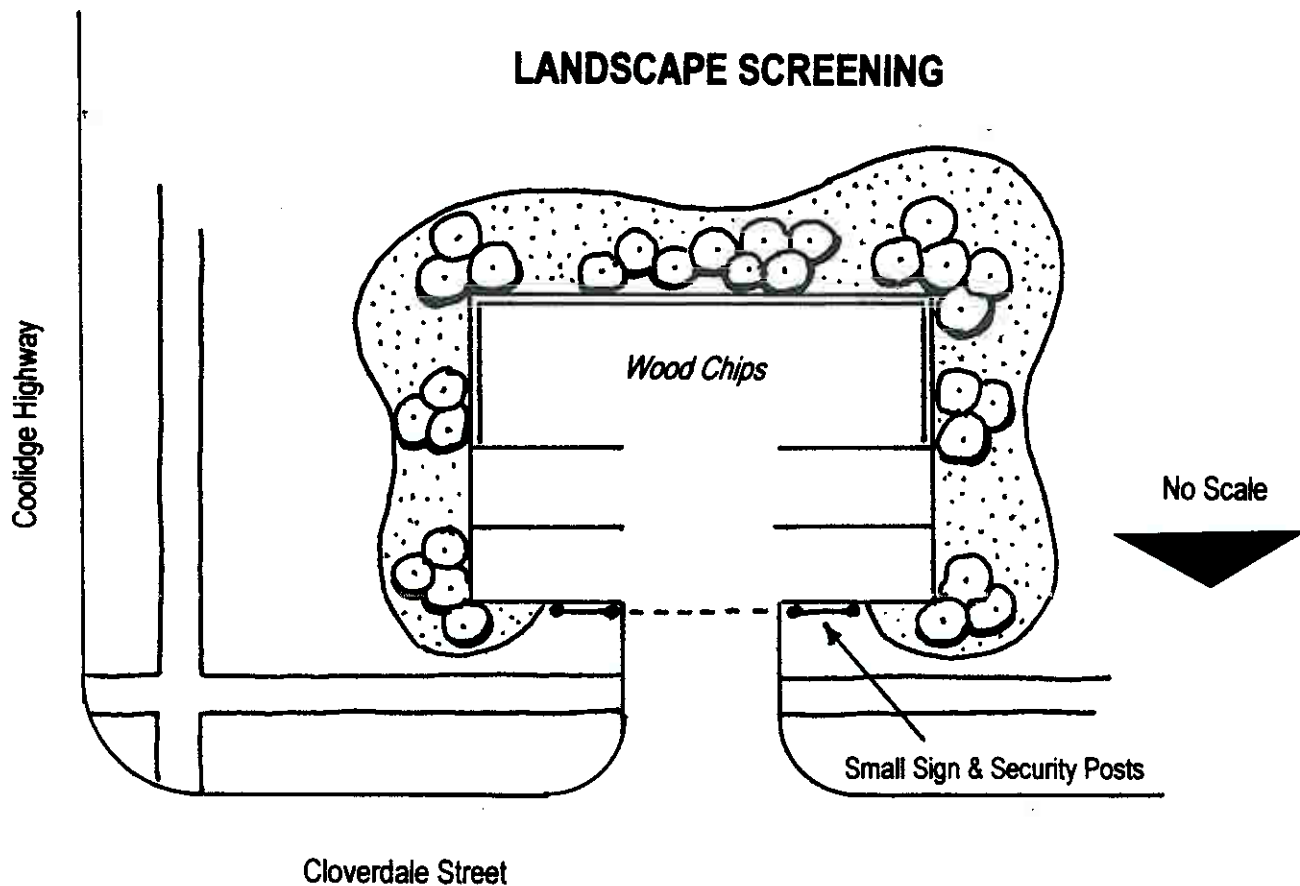 LANDSCAPE SCREENING
Coolidge Highway
Wood Chips
No Scale
Small Sign & Security Posts
Cloverdale Street